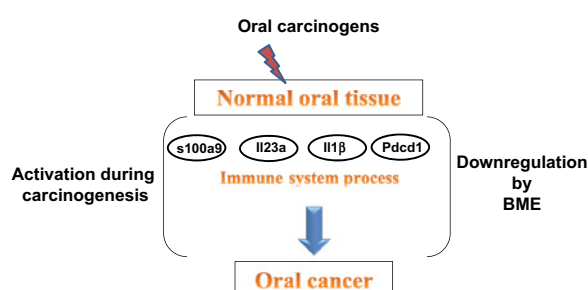 Oral carcinogens
Normal oral tissue
s100a9 Il23a Il1β Pdcd1
Activation during
carcinogenesis
Immune system process
Downregulation
by
BME
Oral cancer